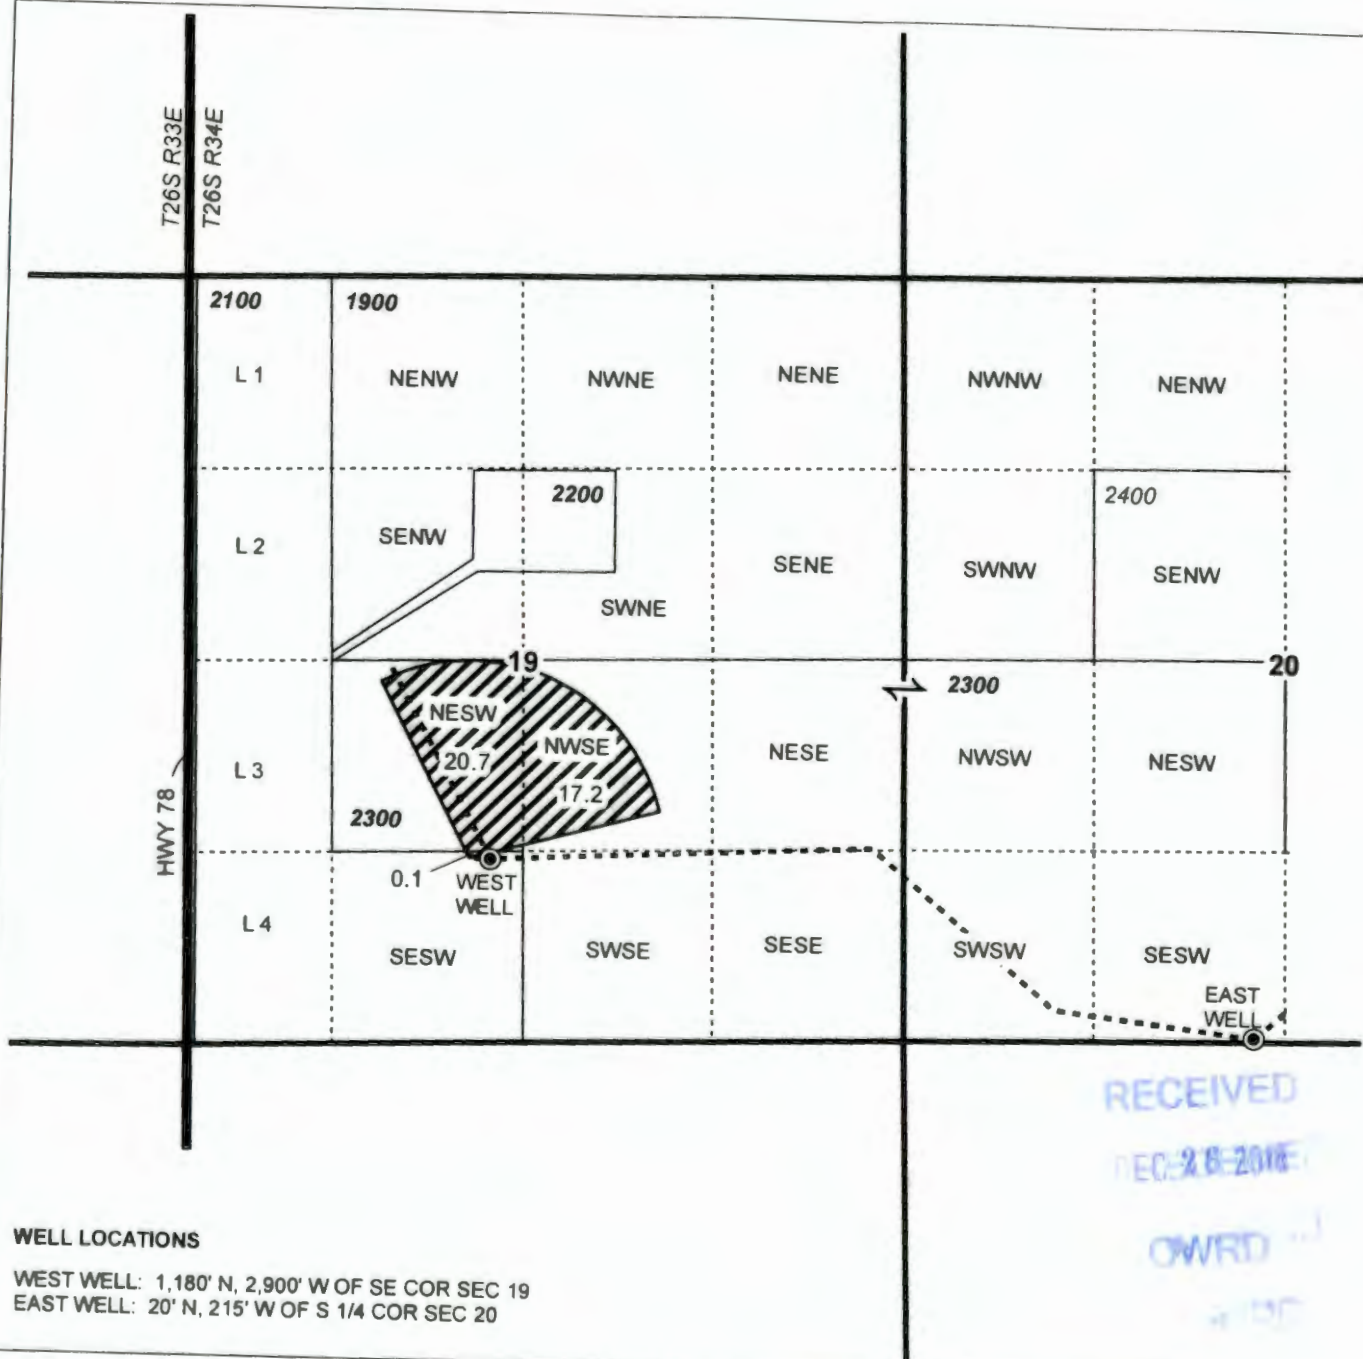 T26S R33E
T26S R34E
2100
1900
L 1
NENW
NWNE
NENE
NWNW
NENW
2200
2400
L 2
SENW
SENE
SWNW
SENW
SWNE
19
20
2300
NESW
NWSE
L 3
20.7
NESE
NWSW
NESW
17.2
HWY 78
2300
0.1
WEST
WELL
L 4
SESW
SWSE
SESE
SWSW
SESW
EAST
WELL
RECEIVED
OWRD
WELL LOCATIONS
WEST WELL: 1,180' N, 2,900' W OF SE COR SEC 19
EAST WELL: 20' N, 215' W OF S 1/4 COR SEC 20